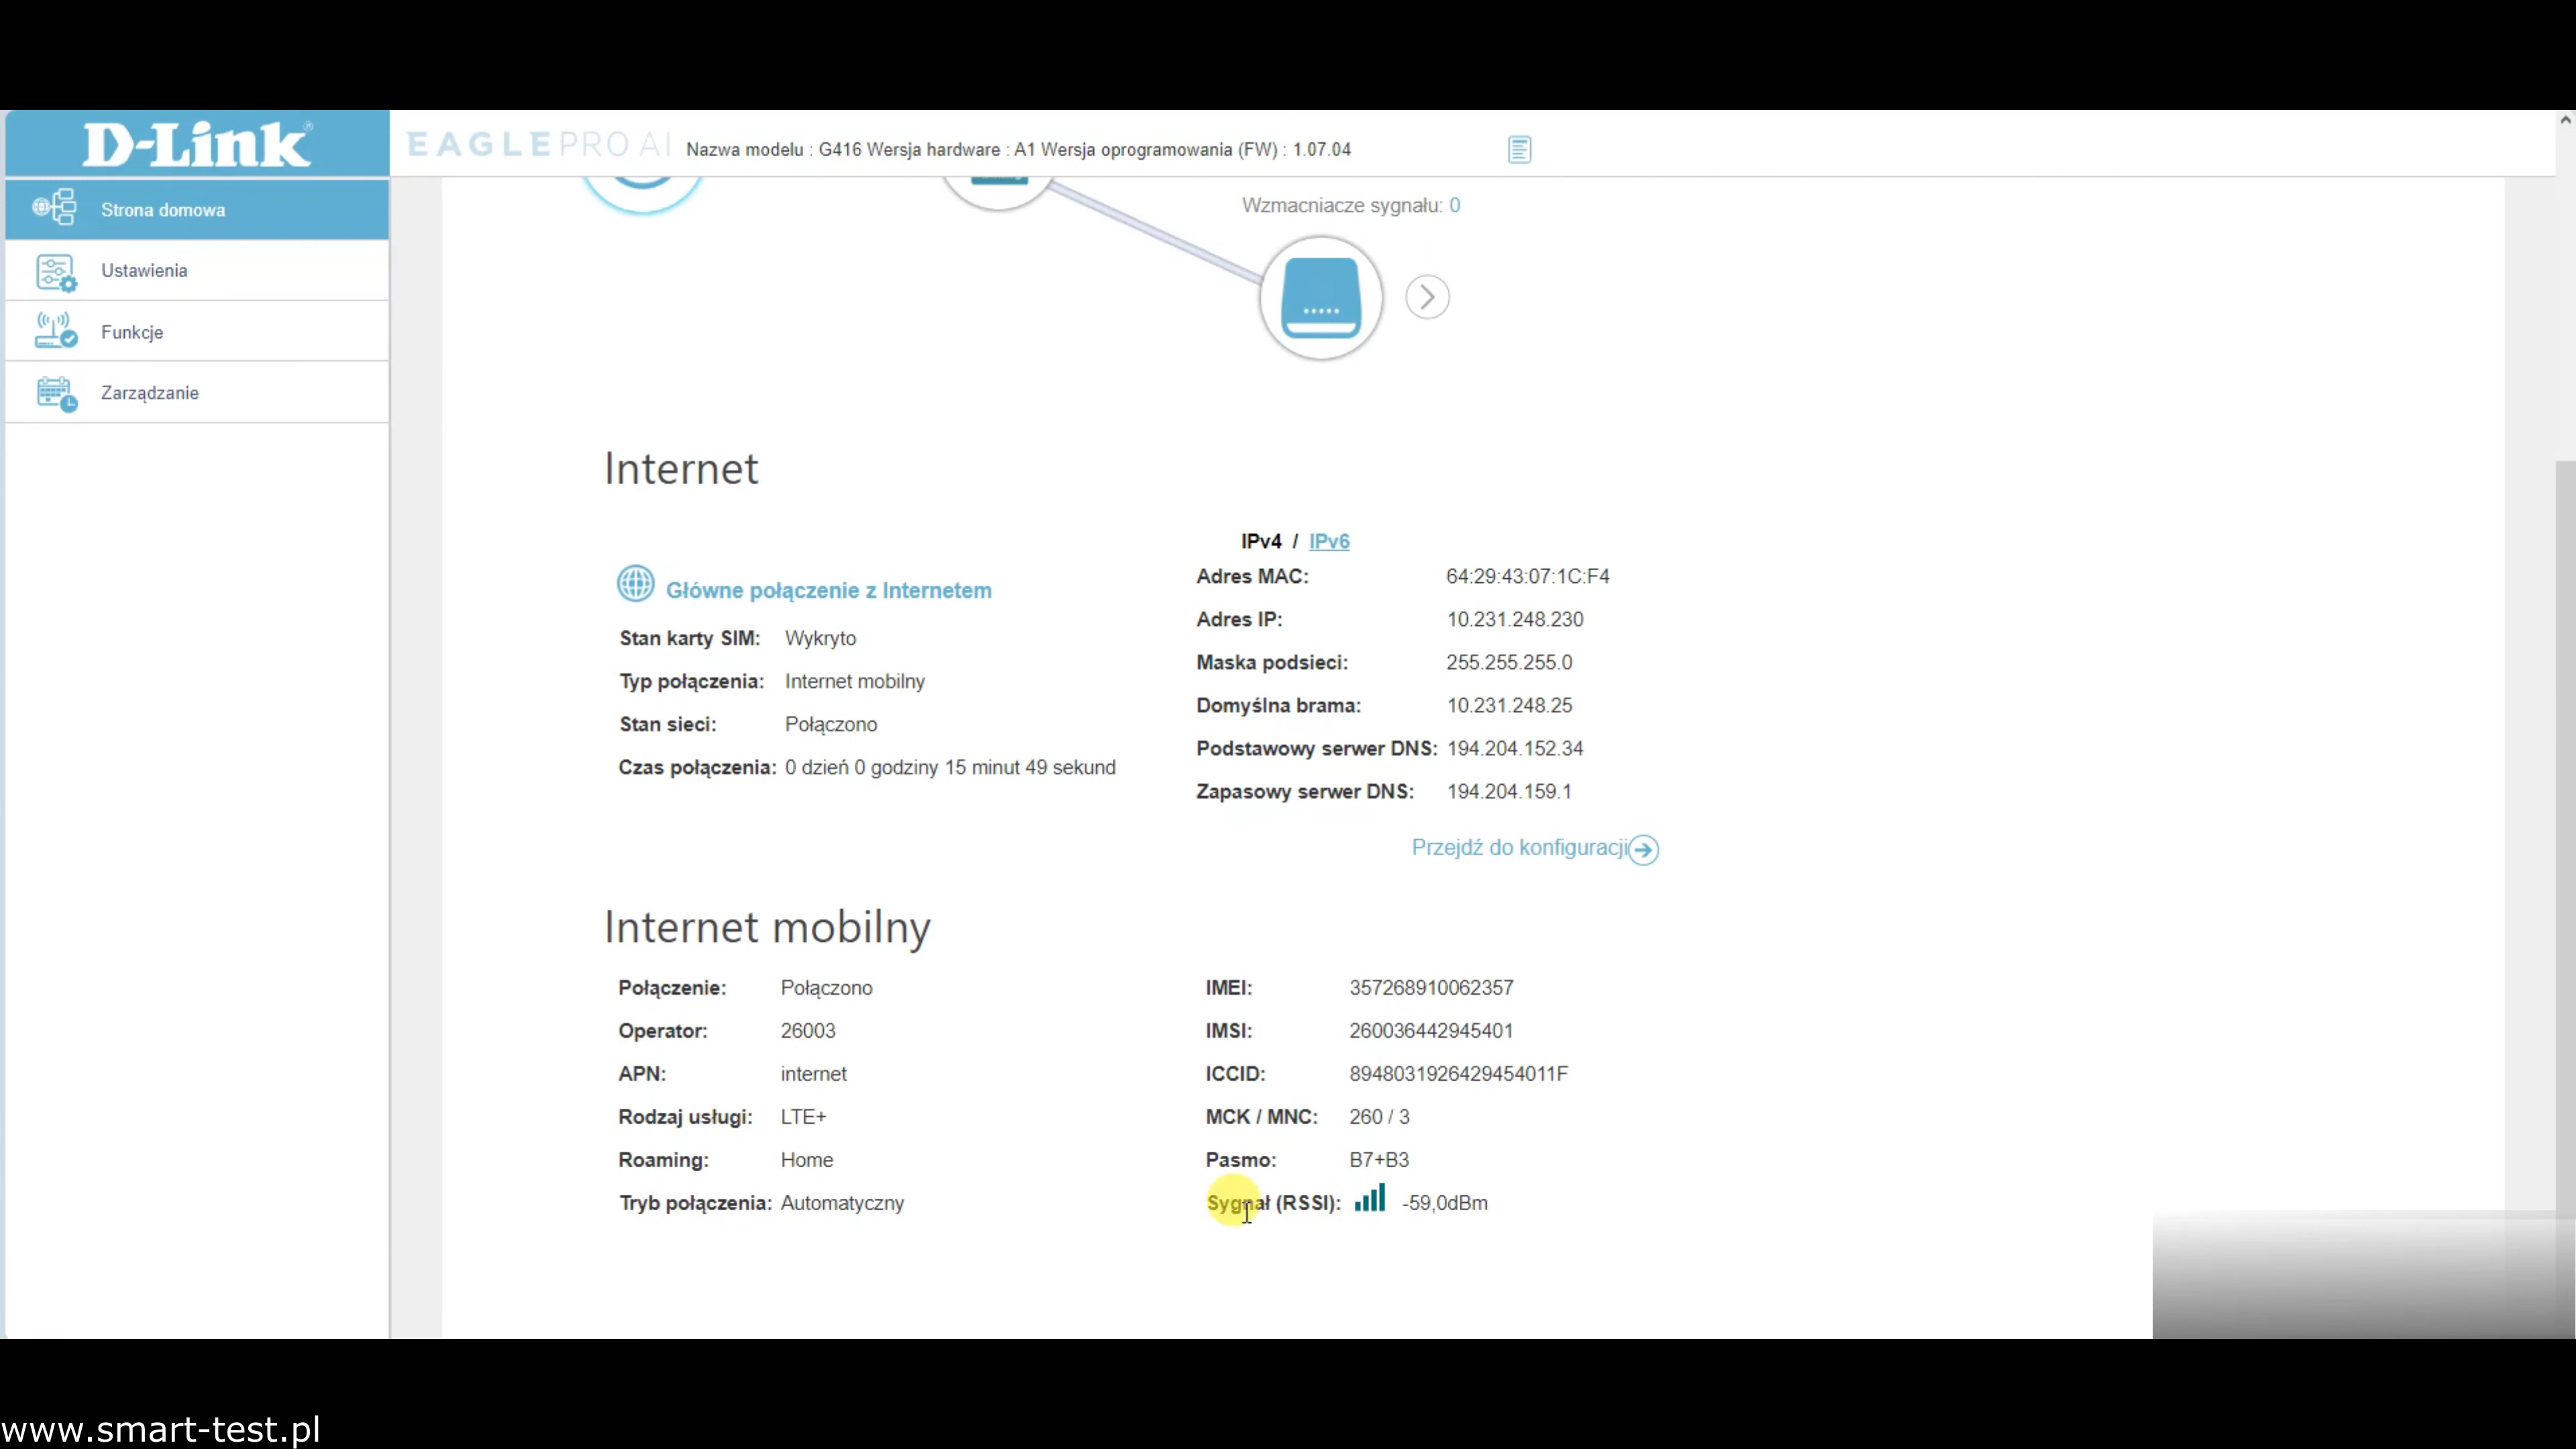 D-Link
EAGLE PRO AI Nazwa modelu : G416 Wersja hardware : A1 Wersja oprogramowania (FW) : 1.07.04
Strona domowa
Ustawienia
Funkcje
Zarządzanie
Wzmacniacze sygnału: 0
Internet
Główne połączenie z Internetem
Stan karty SIM: Wykryto
Typ połączenia: Internet mobilny
Stan sieci: Połączono
Czas połączenia: 0 dzień 0 godziny 15 minut 49 sekund
IPv4 / IPv6
Adres MAC: 64:29:43:07:1C:F4
Adres IP: 10.231.248.230
Maska podsieci: 255.255.255.0
Domyślna brama: 10.231.248.25
Podstawowy serwer DNS: 194.204.152.34
Zapasowy serwer DNS: 194.204.159.1
Przejdź do konfiguracji
Internet mobilny
Połączenie: Połączono
Operator: 26003
APN: internet
Rodzaj usługi: LTE+
Roaming: Home
Tryb połączenia: Automatyczny
IMEI: 357268910062357
IMSI: 260036442945401
ICCID: 8948031926429454011F
MCK / MNC: 260 / 3
Pasmo: B7+B3
Sygnał (RSSI): -59,0dBm
www.smart-test.pl